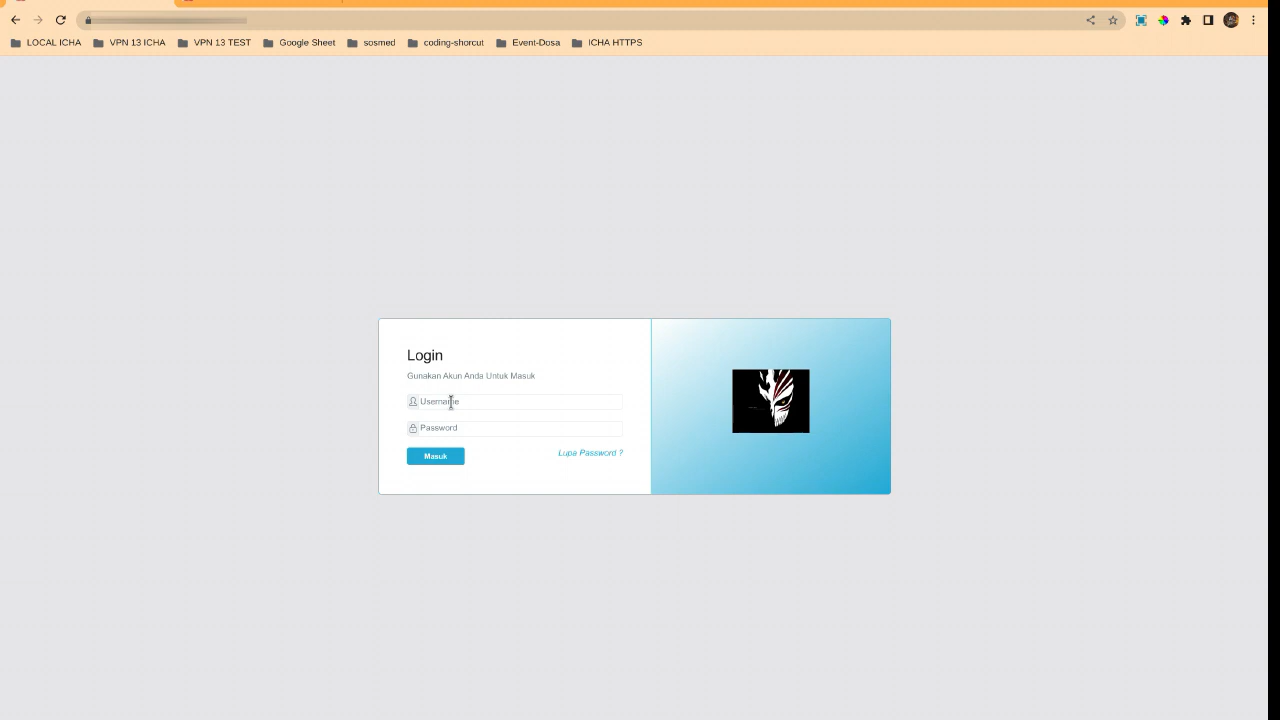 LOCAL ICHA VPN 13 ICHA VPN 13 TEST Google Sheet sosmed coding-shorcut Event-Dosa ICHA HTTPS
Login
Gunakan Akun Anda Untuk Masuk
Username
Password
Masuk Lupa Password ?